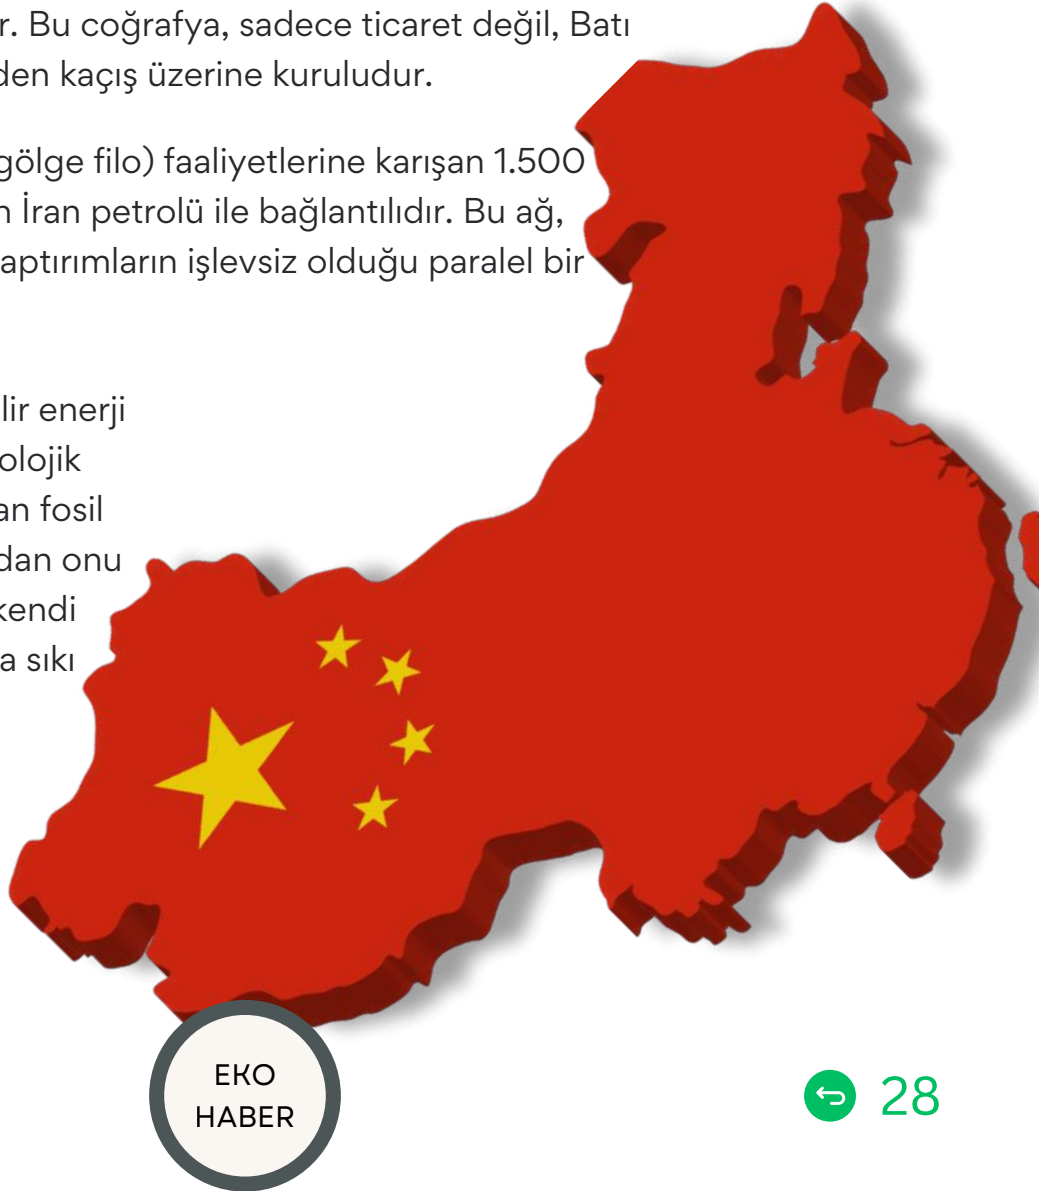 r. Bu coğrafya, sadece ticaret değil, Batı
den kaçış üzerine kuruludur.
gölge filo) faaliyetlerine karışan 1.500
n İran petrolü ile bağlantılıdır. Bu ağ,
aptırımların işlevsiz olduğu paralel bir
lir enerji
olojik
an fosil
dan onu
kendi
a sıkı
EKO
HABER
28